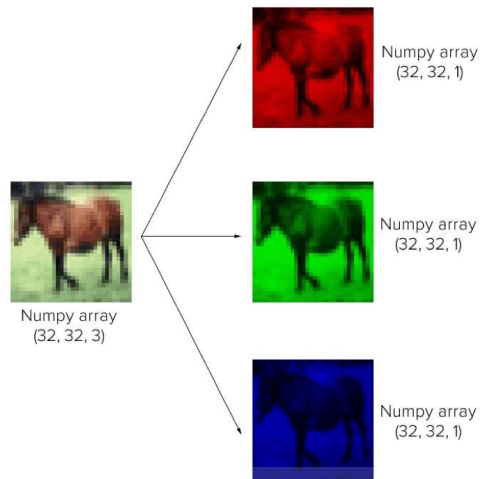 Numpy array
(32, 32, 1)
Numpy array
(32, 32, 3)
Numpy array
(32, 32, 1)
Numpy array
(32, 32, 1)